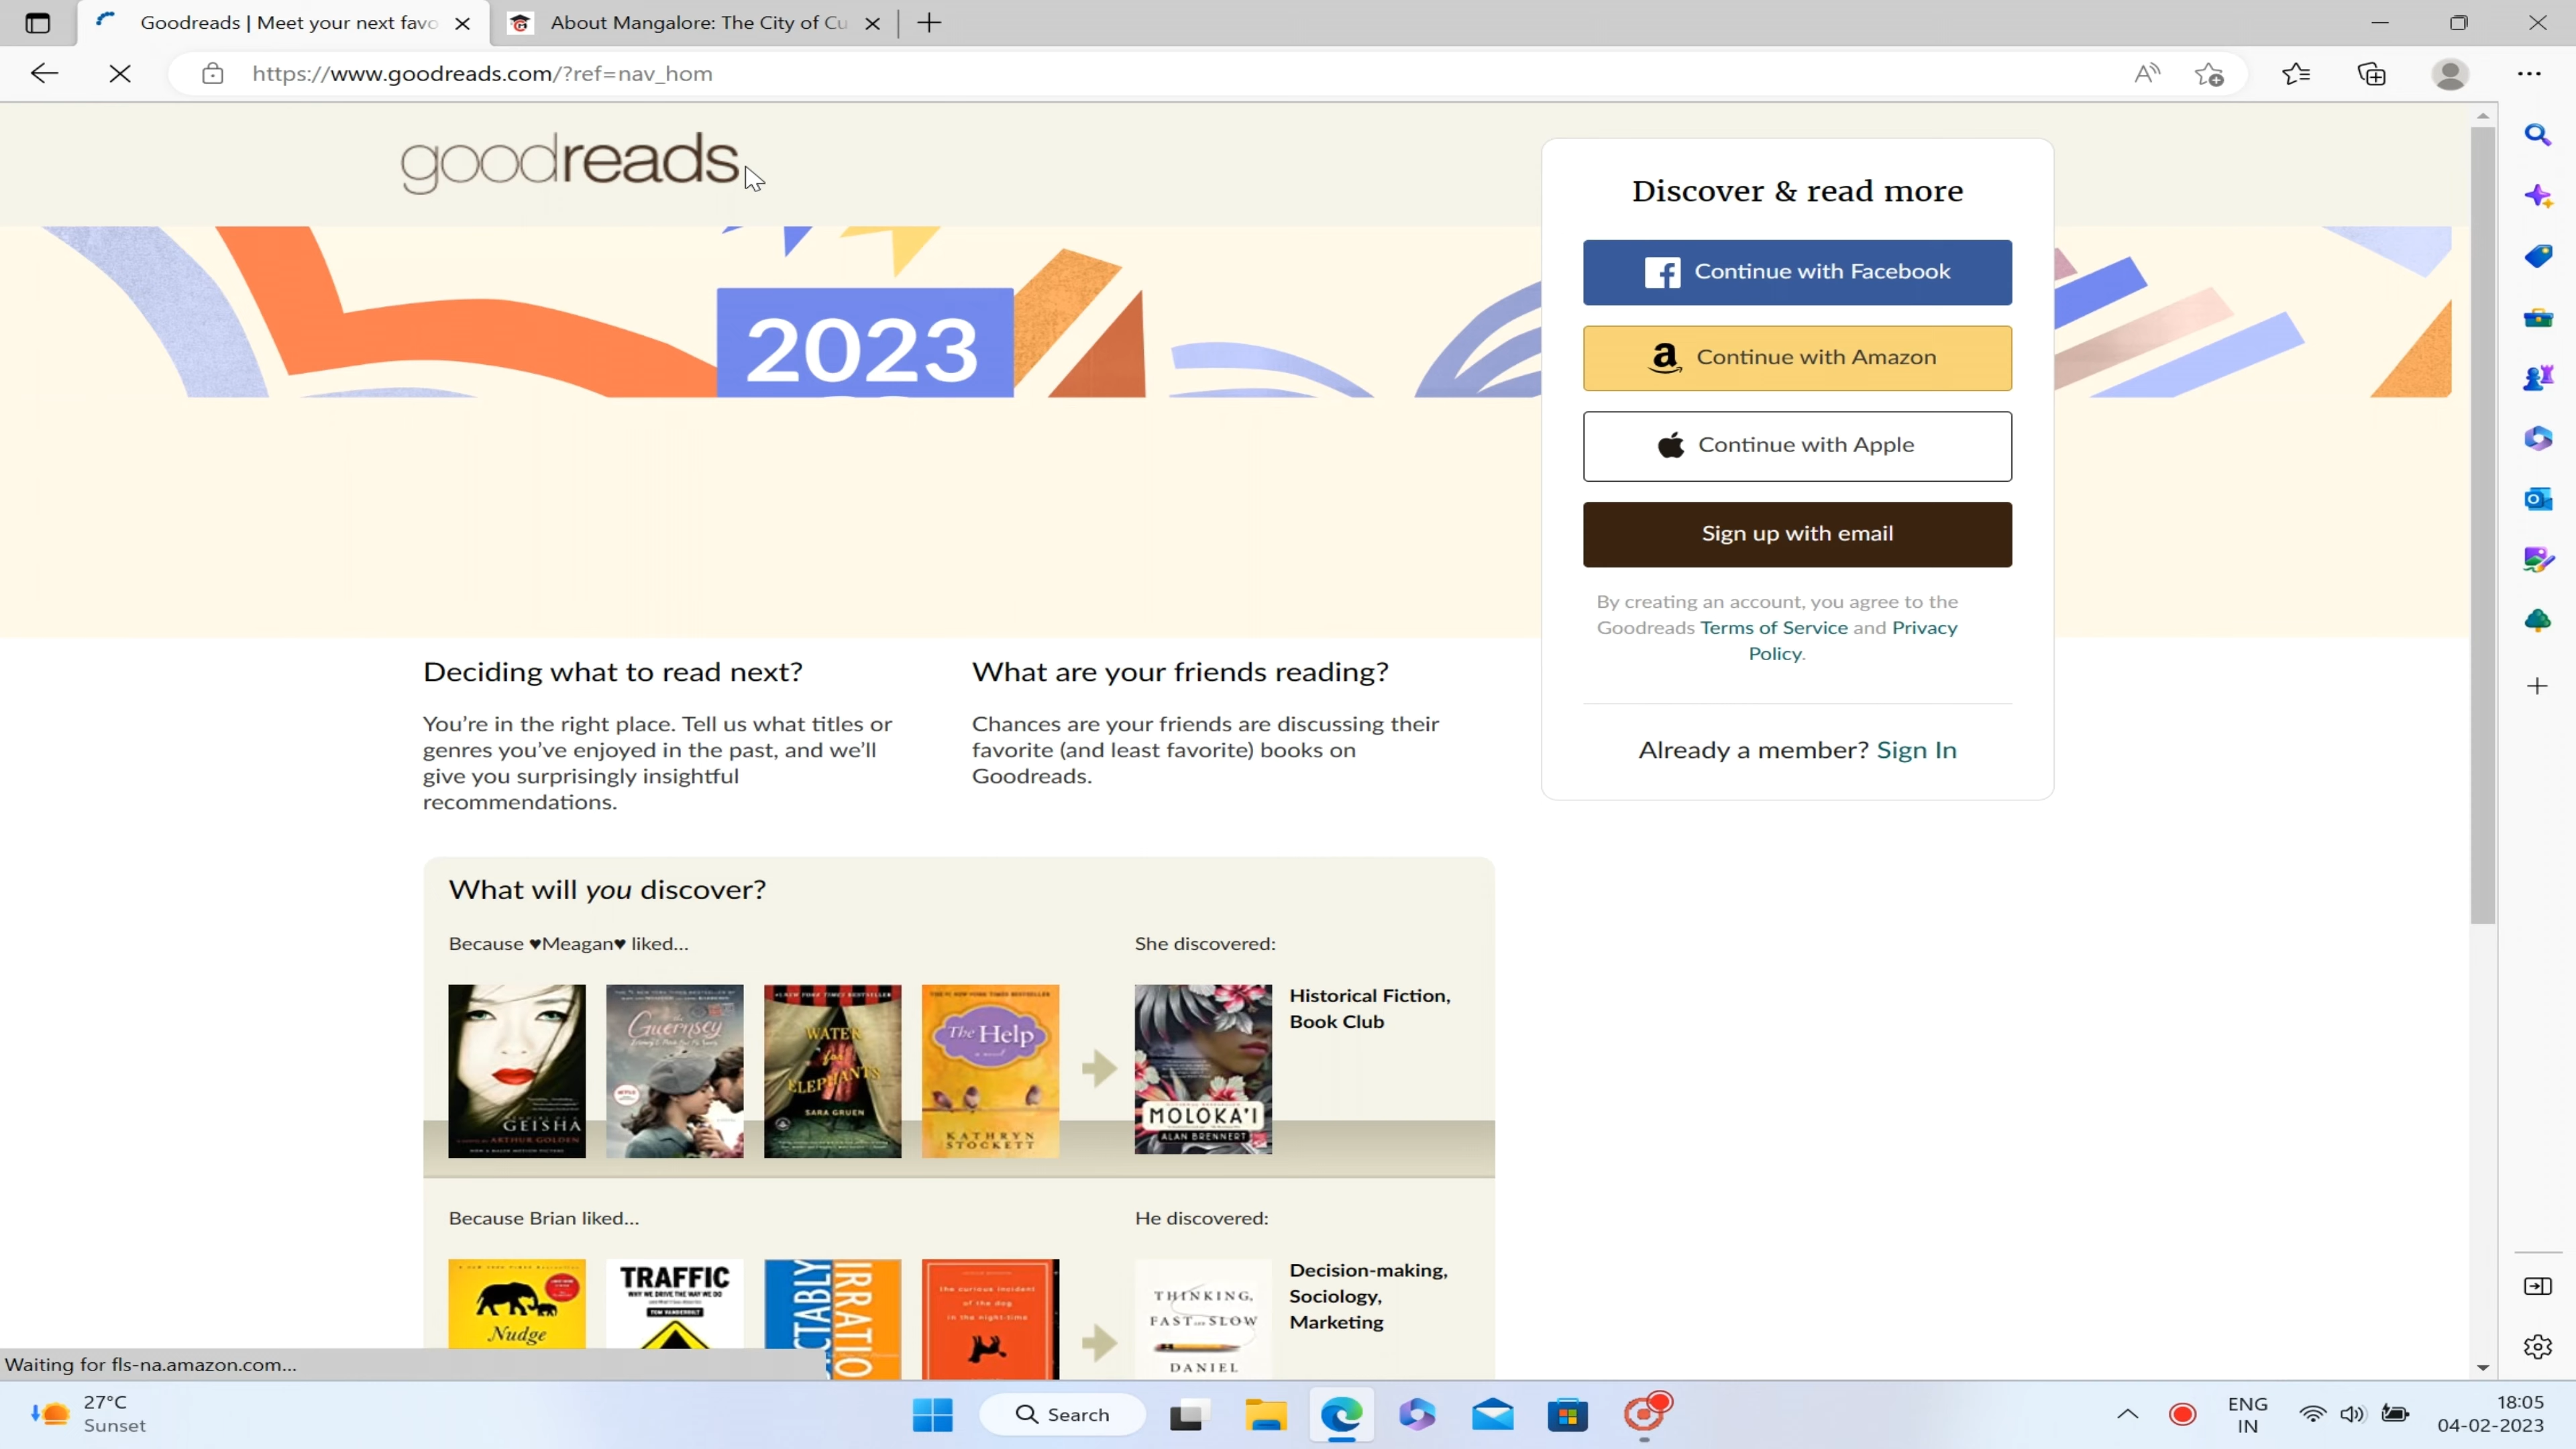 Goodreads | Meet your next favo
About Mangalore: The City of Cu
https://www.goodreads.com/?ref=nav_hom
goodreads
Discover & read more
Continue with Facebook
Continue with Amazon
Continue with Apple
Sign up with email
By creating an account, you agree to the
Goodreads Terms of Service and Privacy
Policy.
Already a member? Sign In
2023
Deciding what to read next?
You're in the right place. Tell us what titles or
genres you've enjoyed in the past, and we'll
give you surprisingly insightful
recommendations.
What are your friends reading?
Chances are your friends are discussing their
favorite (and least favorite) books on
Goodreads.
What will you discover?
Because ♥Meagan♥ liked...
She discovered:
GEISHA
ARTHUR GOLDEN
Guernsey
#1 NEW YORK TIMES BESTSELLER
WATER
for
ELEPHANTS
SARA GRUEN
The Help
a novel
KATHRYN
STOCKETT
MOLOKA'I
ALAN BRENNERT
Historical Fiction,
Book Club
Because Brian liked...
He discovered:
Nudge
TRAFFIC
WHY WE DRIVE THE WAY WE DO
TOM VANDERBILT
CTABLY
IRRATIO
the curious incident
of the dog
in the night-time
THINKING,
FAST AND SLOW
DANIEL
Decision-making,
Sociology,
Marketing
Waiting for fls-na.amazon.com...
27°C
Sunset
Search
ENG
IN
18:05
04-02-2023